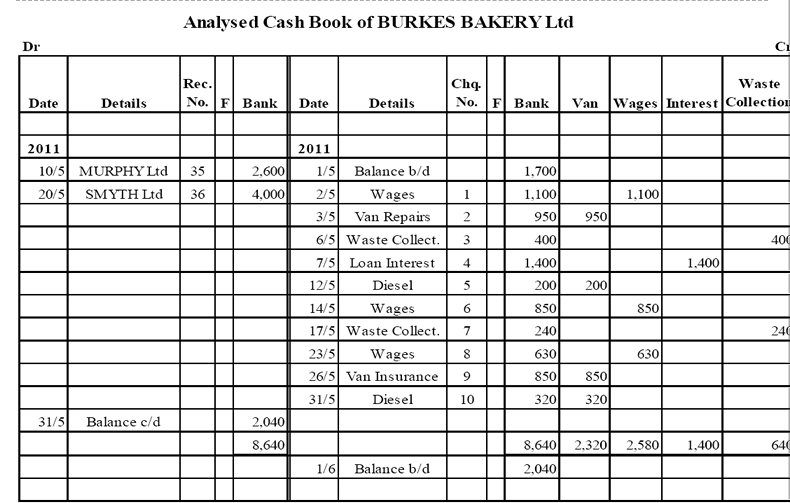 Analysed Cash Book of BURKES BAKERY Ltd
Dr Cr
Date Details Rec. No. F Bank Date Details Chq. No. F Bank Van Wages Interest Waste Collection
2011 2011
10/5 MURPHY Ltd 35 2,600 1/5 Balance b/d 1,700
20/5 SMYTH Ltd 36 4,000 2/5 Wages 1 1,100 1,100
3/5 Van Repairs 2 950 950
6/5 Waste Collect. 3 400 400
7/5 Loan Interest 4 1,400 1,400
12/5 Diesel 5 200 200
14/5 Wages 6 850 850
17/5 Waste Collect. 7 240 240
23/5 Wages 8 630 630
26/5 Van Insurance 9 850 850
31/5 Diesel 10 320 320
31/5 Balance c/d 2,040
8,640 8,640 2,320 2,580 1,400 640
1/6 Balance b/d 2,040